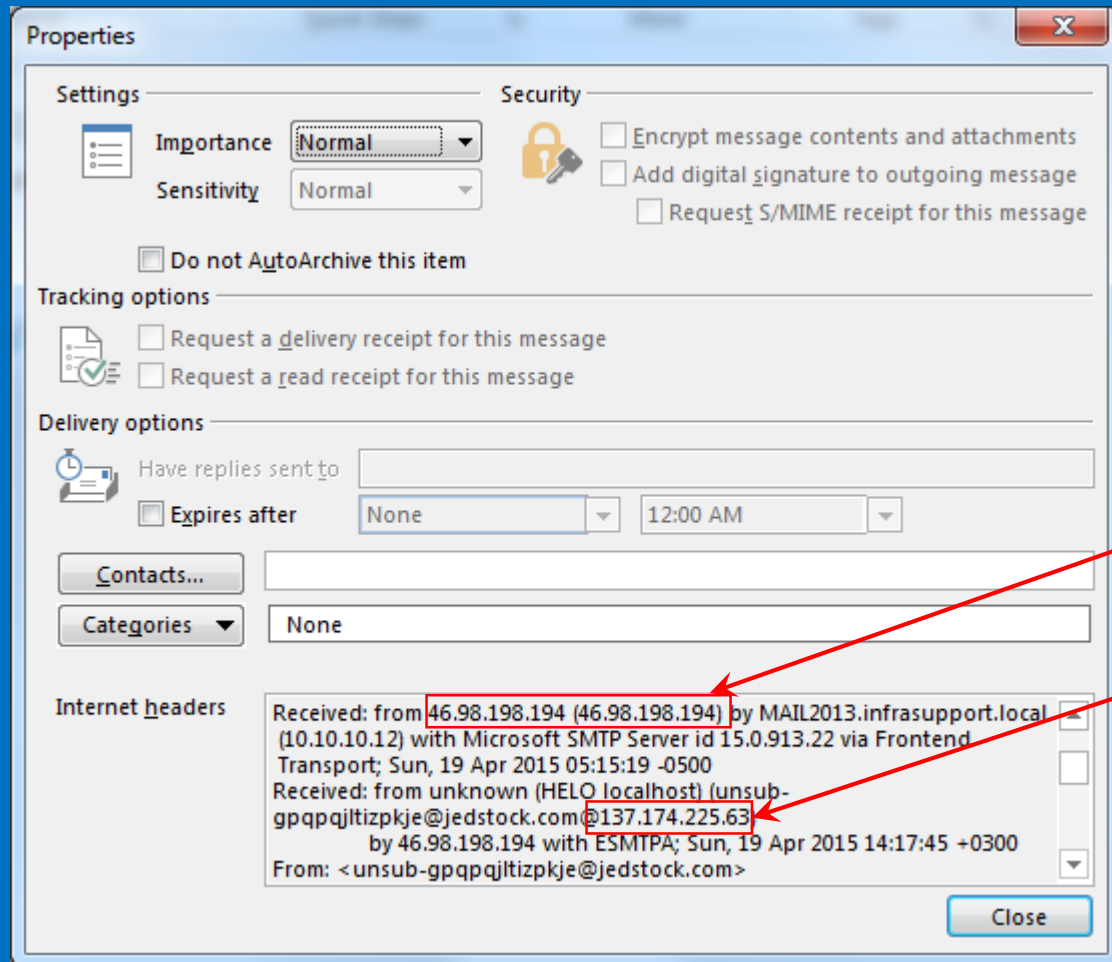 Properties
Settings
Security
Importance Normal
Encrypt message contents and attachments
Sensitivity Normal
Add digital signature to outgoing message
Request S/MIME receipt for this message
Do not AutoArchive this item
Tracking options
Request a delivery receipt for this message
Request a read receipt for this message
Delivery options
Have replies sent to
Expires after None 12:00 AM
Contacts...
Categories None
Internet headers
Received: from 46.98.198.194 (46.98.198.194) by MAIL2013.infrasupport.local
(10.10.10.12) with Microsoft SMTP Server id 15.0.913.22 via Frontend
Transport; Sun, 19 Apr 2015 05:15:19 -0500
Received: from unknown (HELO localhost) (unsub-
gpqpqjltizpkje@jedstock.com@137.174.225.63)
by 46.98.198.194 with ESMTPA; Sun, 19 Apr 2015 14:17:45 +0300
From: <unsub-gpqpqjltizpkje@jedstock.com>
Close